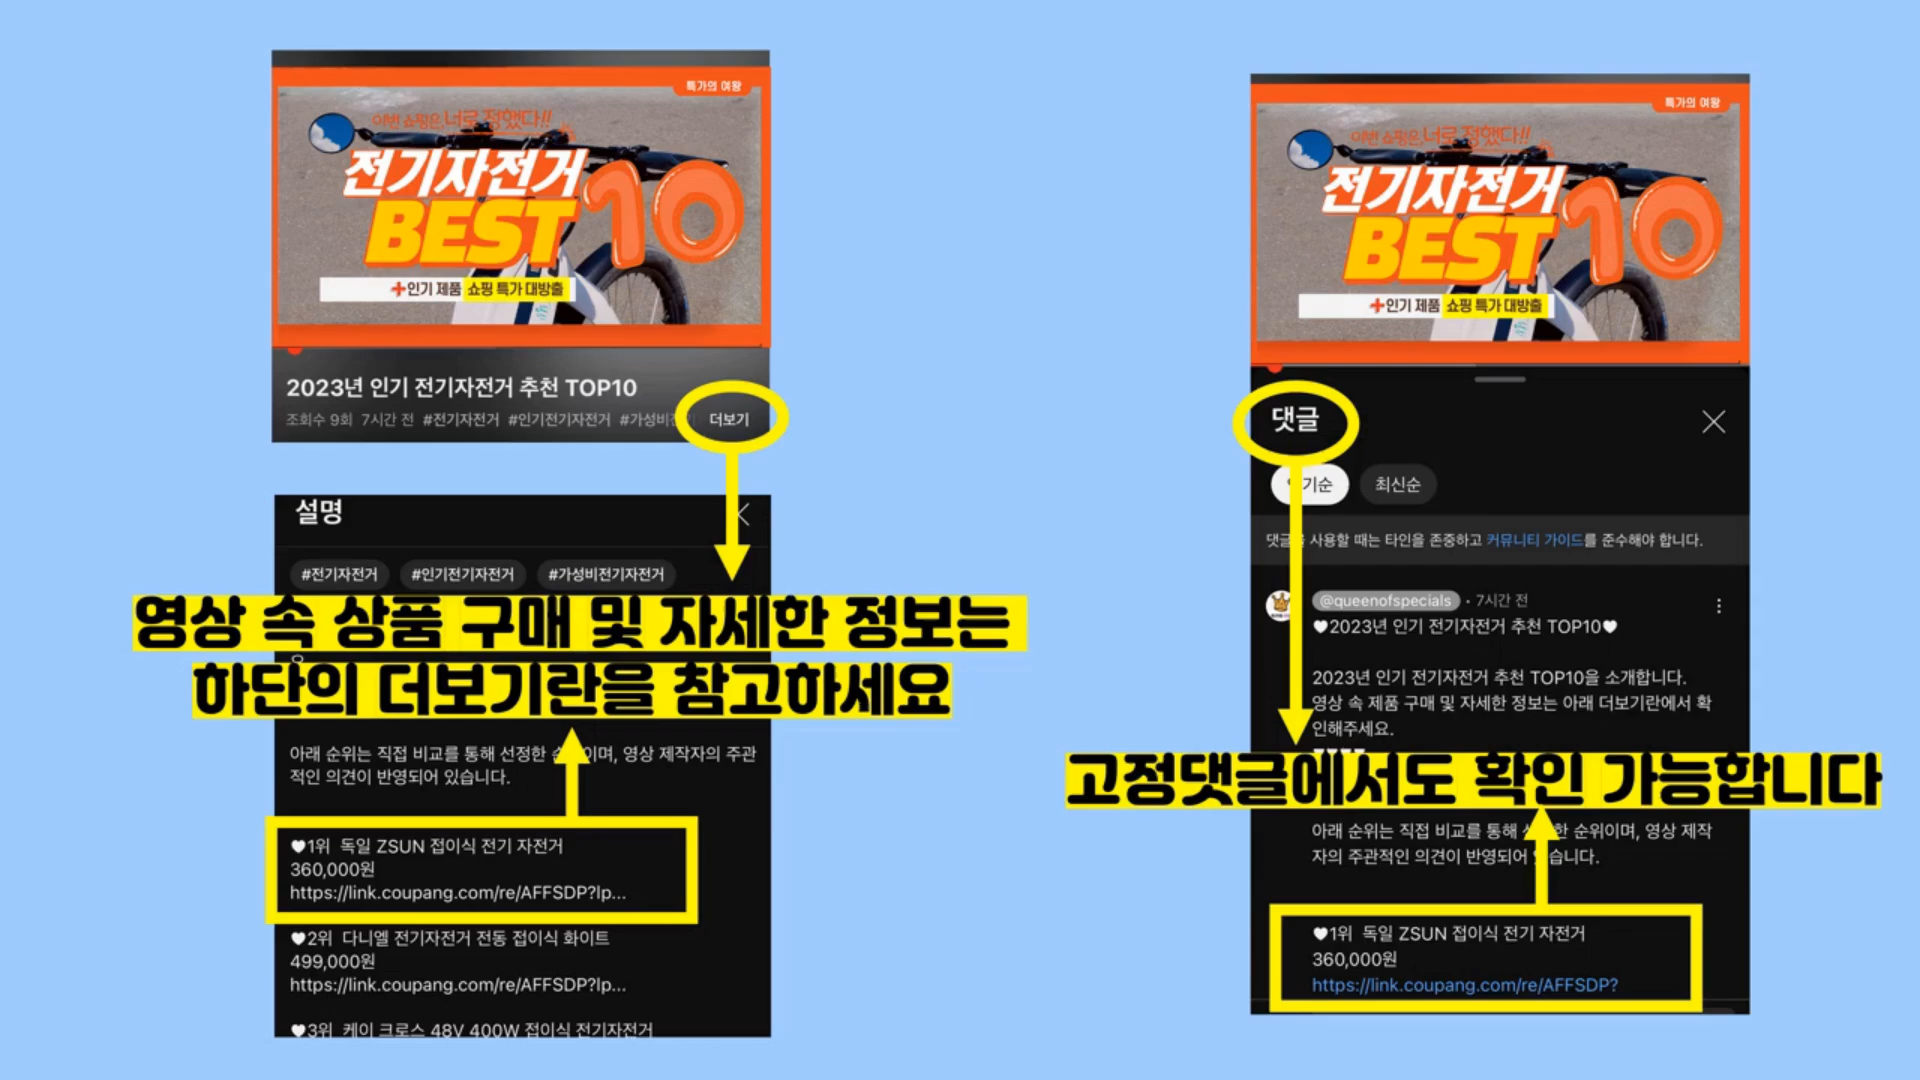 특가의 여왕
이번 쇼핑은 너로 정했다!!
전기자전거
BEST 10
+인기 제품 쇼핑 특가 대방출
2023년 인기 전기자전거 추천 TOP10
조회수 9회 7시간 전 #전기자전거 #인기전기자전거 #가성비전기 더보기
설명
#전기자전거 #인기전기자전거 #가성비전기자전거
영상 속 상품 구매 및 자세한 정보는
하단의 더보기란을 참고하세요
아래 순위는 직접 비교를 통해 선정한 이며, 영상 제작자의 주관
적인 의견이 반영되어 있습니다.
♥1위 독일 ZSUN 접이식 전기 자전거
360,000원
https://link.coupang.com/re/AFFSDP?lp...
♥2위 다니엘 전기자전거 전동 접이식 화이트
499,000원
https://link.coupang.com/re/AFFSDP?lp...
♥3위 케이 크로스 48V 400W 접이식 전기자전거
특가의 여왕
이번 쇼핑은 너로 정했다!!
전기자전거
BEST 10
+인기 제품 쇼핑 특가 대방출
댓글
기순 최신순
댓글 사용할 때는 타인을 존중하고 커뮤니티 가이드를 준수해야 합니다.
@queenofspecials · 7시간 전
♥2023년 인기 전기자전거 추천 TOP10♥
2023년 인기 전기자전거 추천 TOP10을 소개합니다.
영상 속 제품 구매 및 자세한 정보는 아래 더보기란에서 확
인해주세요.
고정댓글에서도 확인 가능합니다
아래 순위는 직접 비교를 통해 한 순위이며, 영상 제작
자의 주관적인 의견이 반영되어 습니다.
♥1위 독일 ZSUN 접이식 전기 자전거
360,000원
https://link.coupang.com/re/AFFSDP?